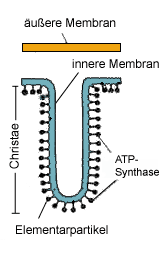 äußere Membran
innere Membran
Christae
ATP-
Synthase
Elementarpartikel